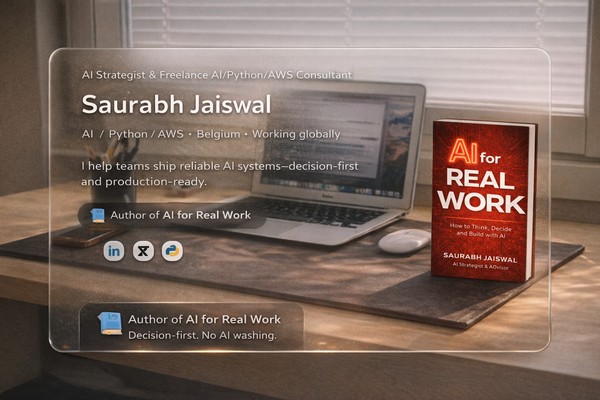 AI Strategist & Freelance AI/Python/AWS Consultant
Saurabh Jaiswal
AI / Python / AWS • Belgium • Working globally
I help teams ship reliable AI systems—decision-first
and production-ready.
Author of AI for Real Work
in X
Author of AI for Real Work
Decision-first. No AI washing.
AI for
REAL
WORK
How to Think, Decide
and Build with AI
SAURABH JAISWAL
AI Strategist & Advisor